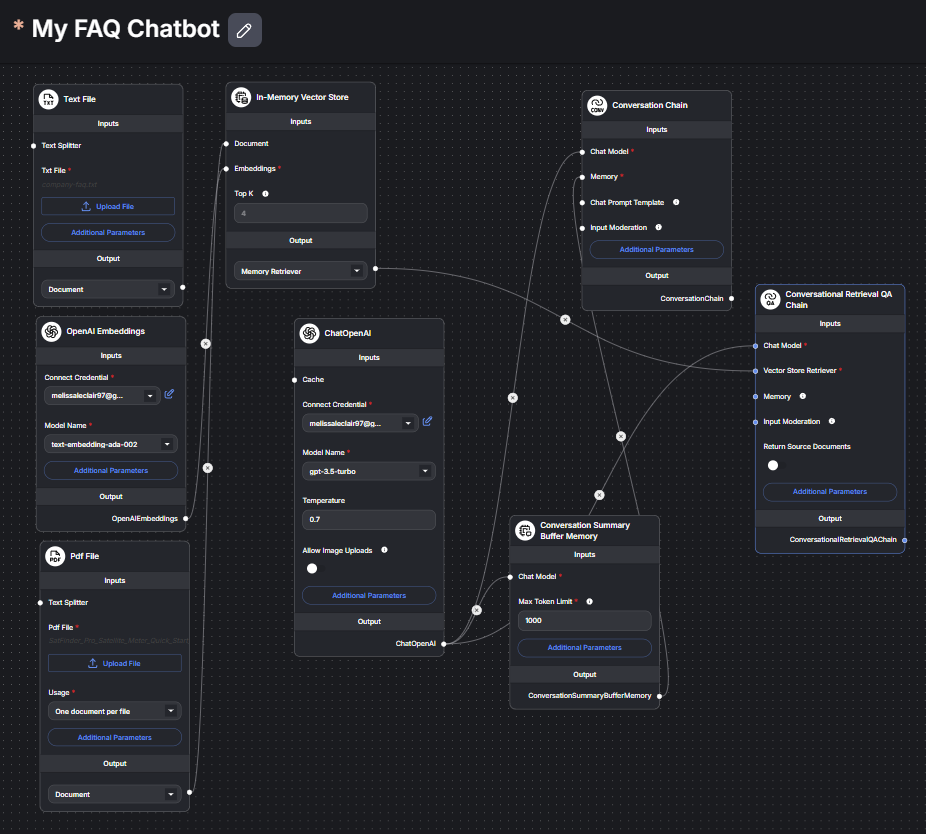 * My FAQ Chatbot
Text File
Inputs
Text Splitter
Txt File *
company-faq.txt
Upload File
Additional Parameters
Output
Document
OpenAI Embeddings
Inputs
Connect Credential *
melissaleclair97@g...
Model Name *
text-embedding-ada-002
Additional Parameters
Output
OpenAIEmbeddings
Pdf File
Inputs
Text Splitter
Pdf File *
Upload File
Usage *
One document per file
Additional Parameters
Output
Document
In-Memory Vector Store
Inputs
Document
Embeddings *
Top K
4
Output
Memory Retriever
ChatOpenAI
Inputs
Cache
Connect Credential *
melissaleclair97@g...
Model Name *
gpt-3.5-turbo
Temperature
0.7
Allow Image Uploads
Additional Parameters
Output
ChatOpenAI
Conversation Chain
Inputs
Chat Model *
Memory *
Chat Prompt Template
Input Moderation
Additional Parameters
Output
ConversationChain
Conversation Summary
Buffer Memory
Inputs
Chat Model *
Max Token Limit *
1000
Additional Parameters
Output
ConversationSummaryBufferMemory
Conversational Retrieval QA
Chain
Inputs
Chat Model *
Vector Store Retriever *
Memory
Input Moderation
Return Source Documents
Additional Parameters
Output
ConversationalRetrievalQAChain